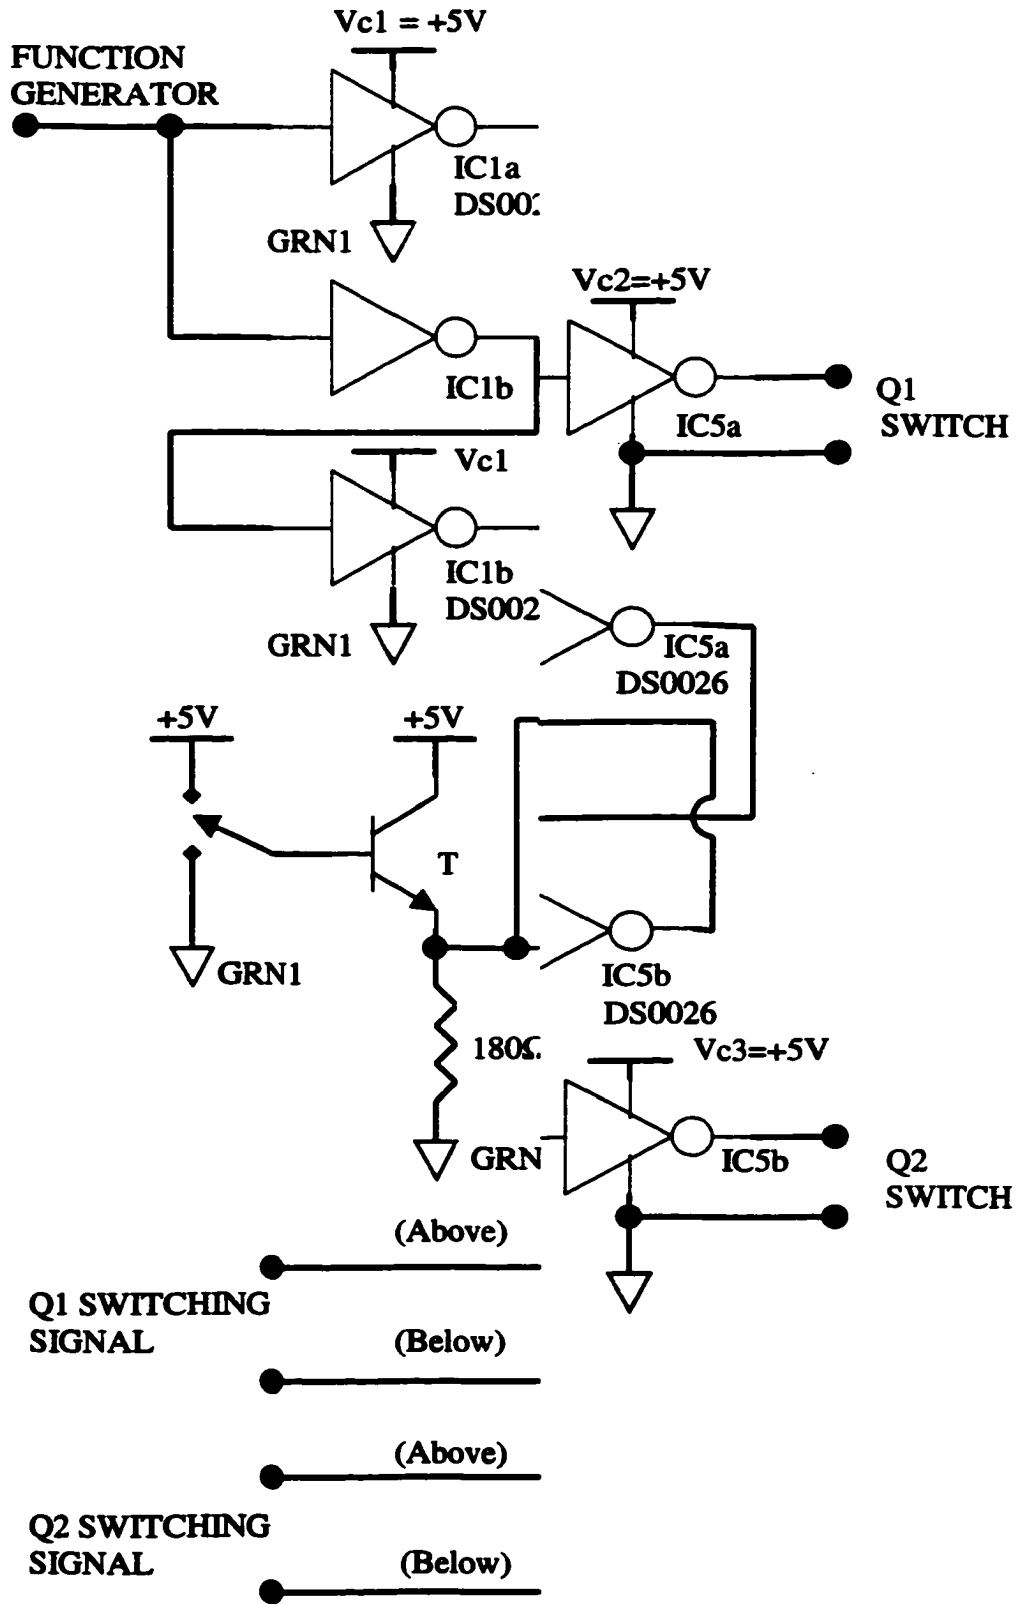 Vc1 = +5V
FUNCTION
GENERATOR
IC1a
GRN1
Vc2=+5V
IC1b
Q1
SWITCH
IC5a
Vc1
IC1b
DS002
GRN1
IC5a
DS0026
+5V
+5V
T
GRN1
IC5b
DS0026
180Ω
Vc3=+5V
GRN
IC5b
Q2
SWITCH
(Above)
Q1 SWITCHING
SIGNAL
(Below)
(Above)
Q2 SWITCHING
SIGNAL
(Below)